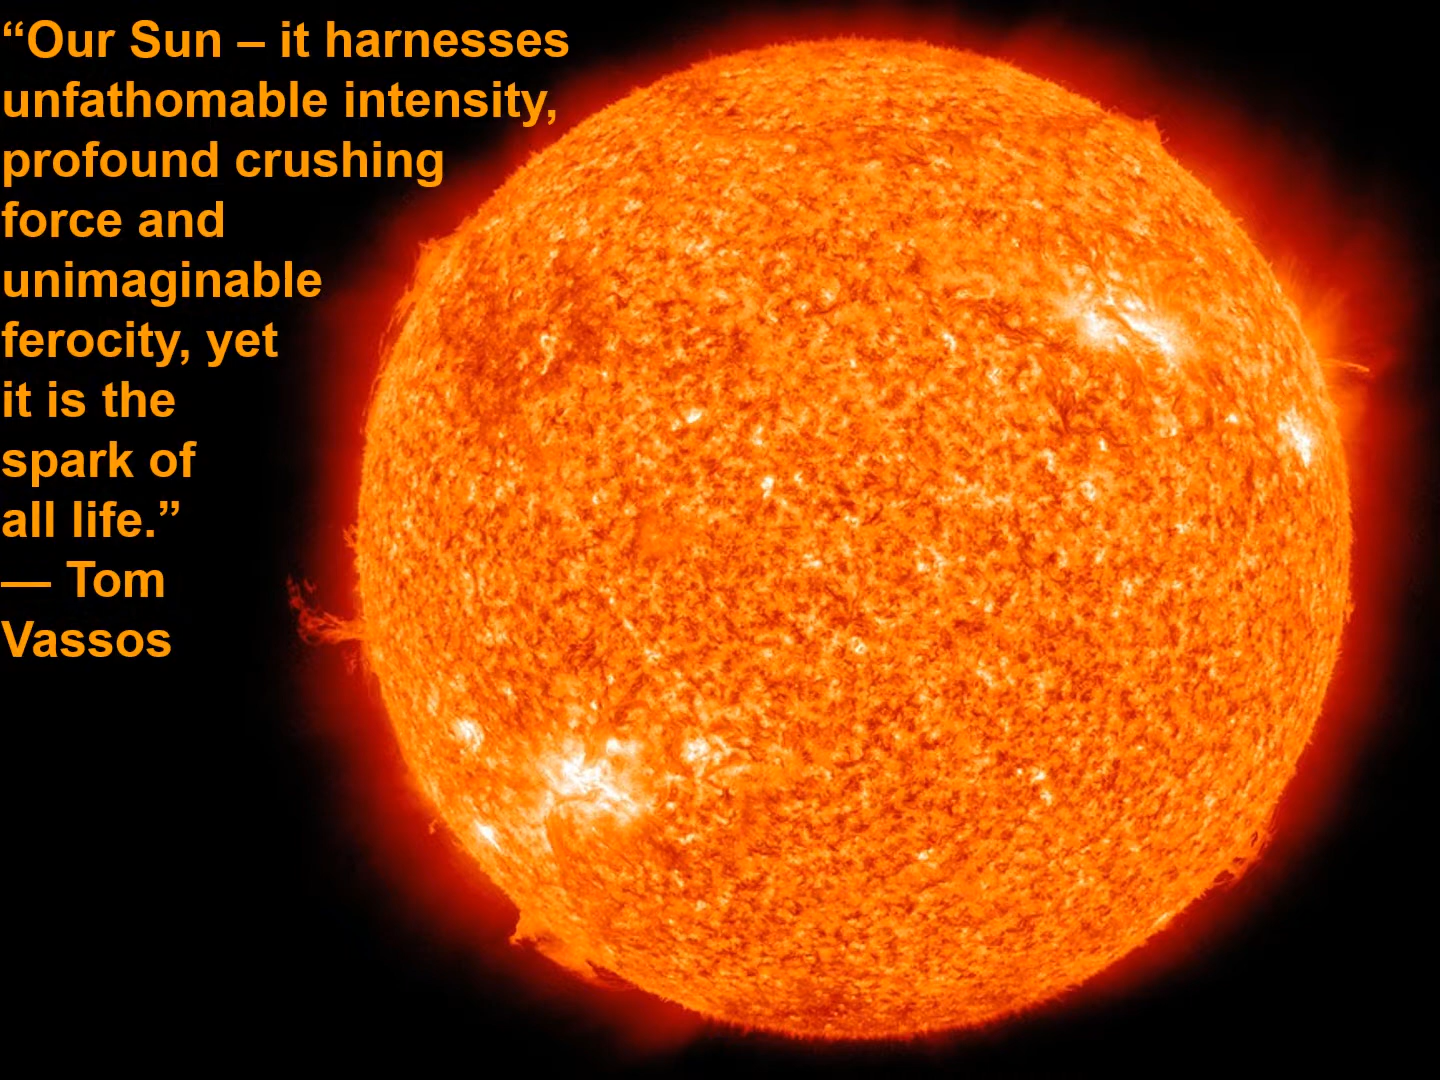 “Our Sun – it harnesses
unfathomable intensity,
profound crushing
force and
unimaginable
ferocity, yet
it is the
spark of
all life.”
— Tom
Vassos